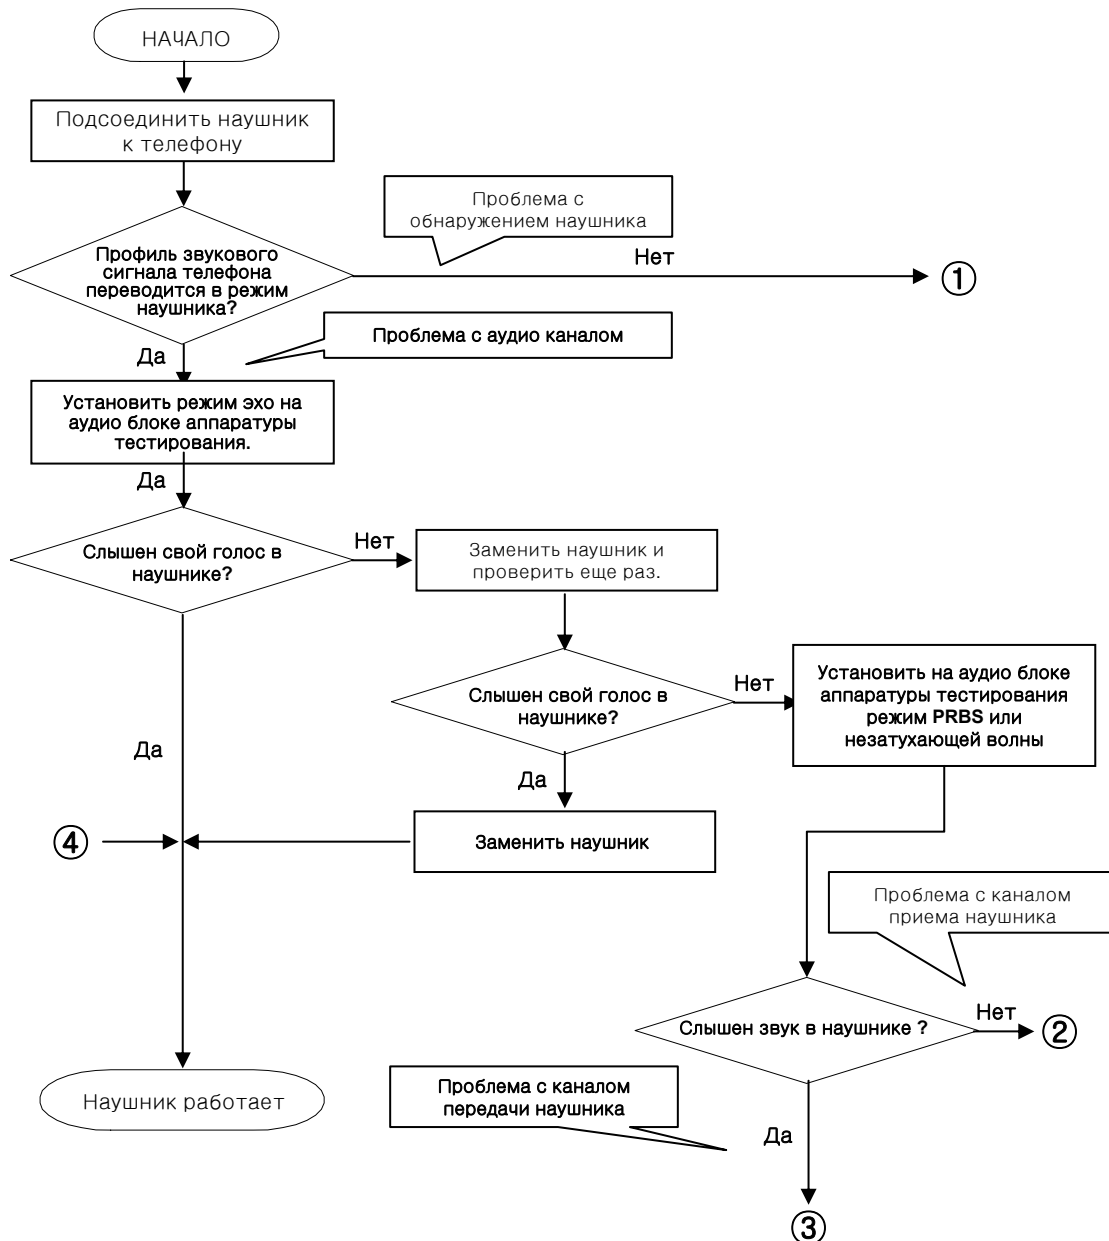 НАЧАЛО
Подсоединить наушник
к телефону
Проблема с
обнаружением наушника
Профиль звукового
сигнала телефона
переводится в режим
наушника?
Нет
①
Проблема с аудио каналом
Да
Установить режим эхо на
аудио блоке аппаратуры
тестирования.
Да
Слышен свой голос в
наушнике?
Нет
Заменить наушник и
проверить еще раз.
Слышен свой голос в
наушнике?
Нет
Установить на аудио блоке
аппаратуры тестирования
режим PRBS или
незатухающей волны
Да
Да
④
Заменить наушник
Проблема с каналом
приема наушника
Слышен звук в наушнике ?
Нет
②
Наушник работает
Проблема с каналом
передачи наушника
Да
③